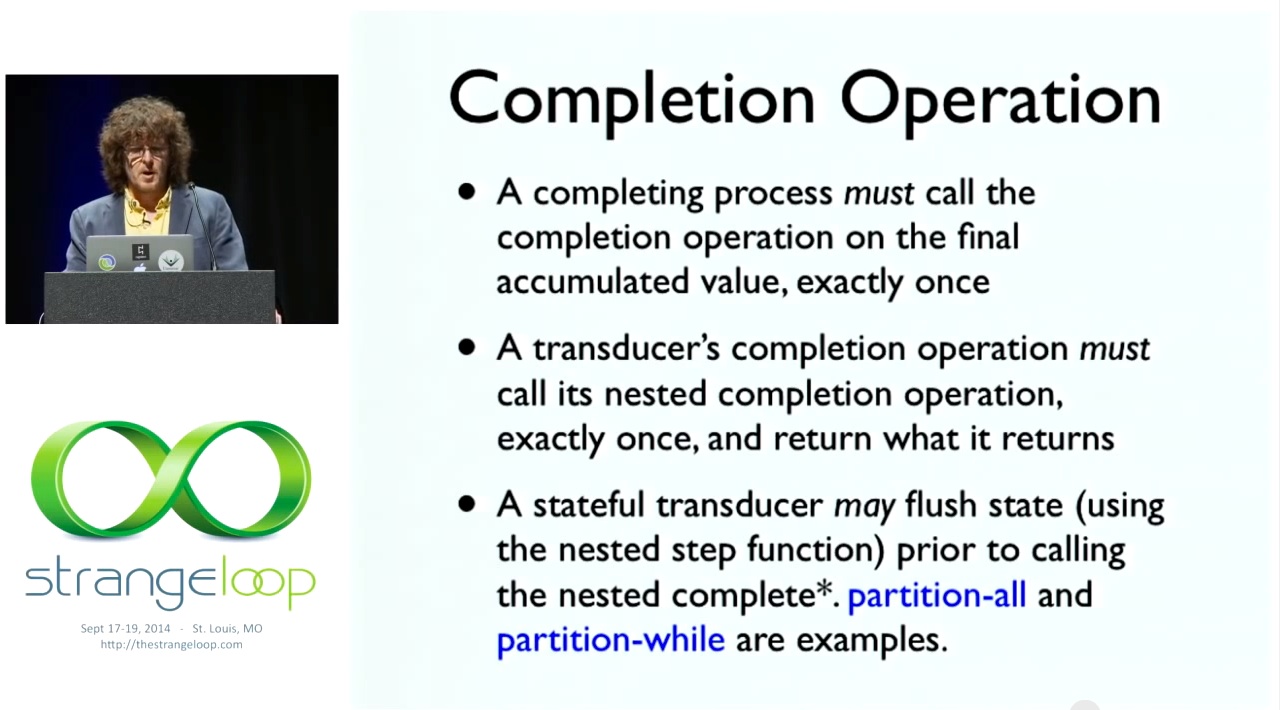 Completion Operation
• A completing process must call the
completion operation on the final
accumulated value, exactly once
• A transducer’s completion operation must
call its nested completion operation,
exactly once, and return what it returns
• A stateful transducer may flush state (using
the nested step function) prior to calling
the nested complete*. partition-all and
partition-while are examples.
strangeloop
Sept 17-19, 2014 - St. Louis, MO
http://thestrangeloop.com